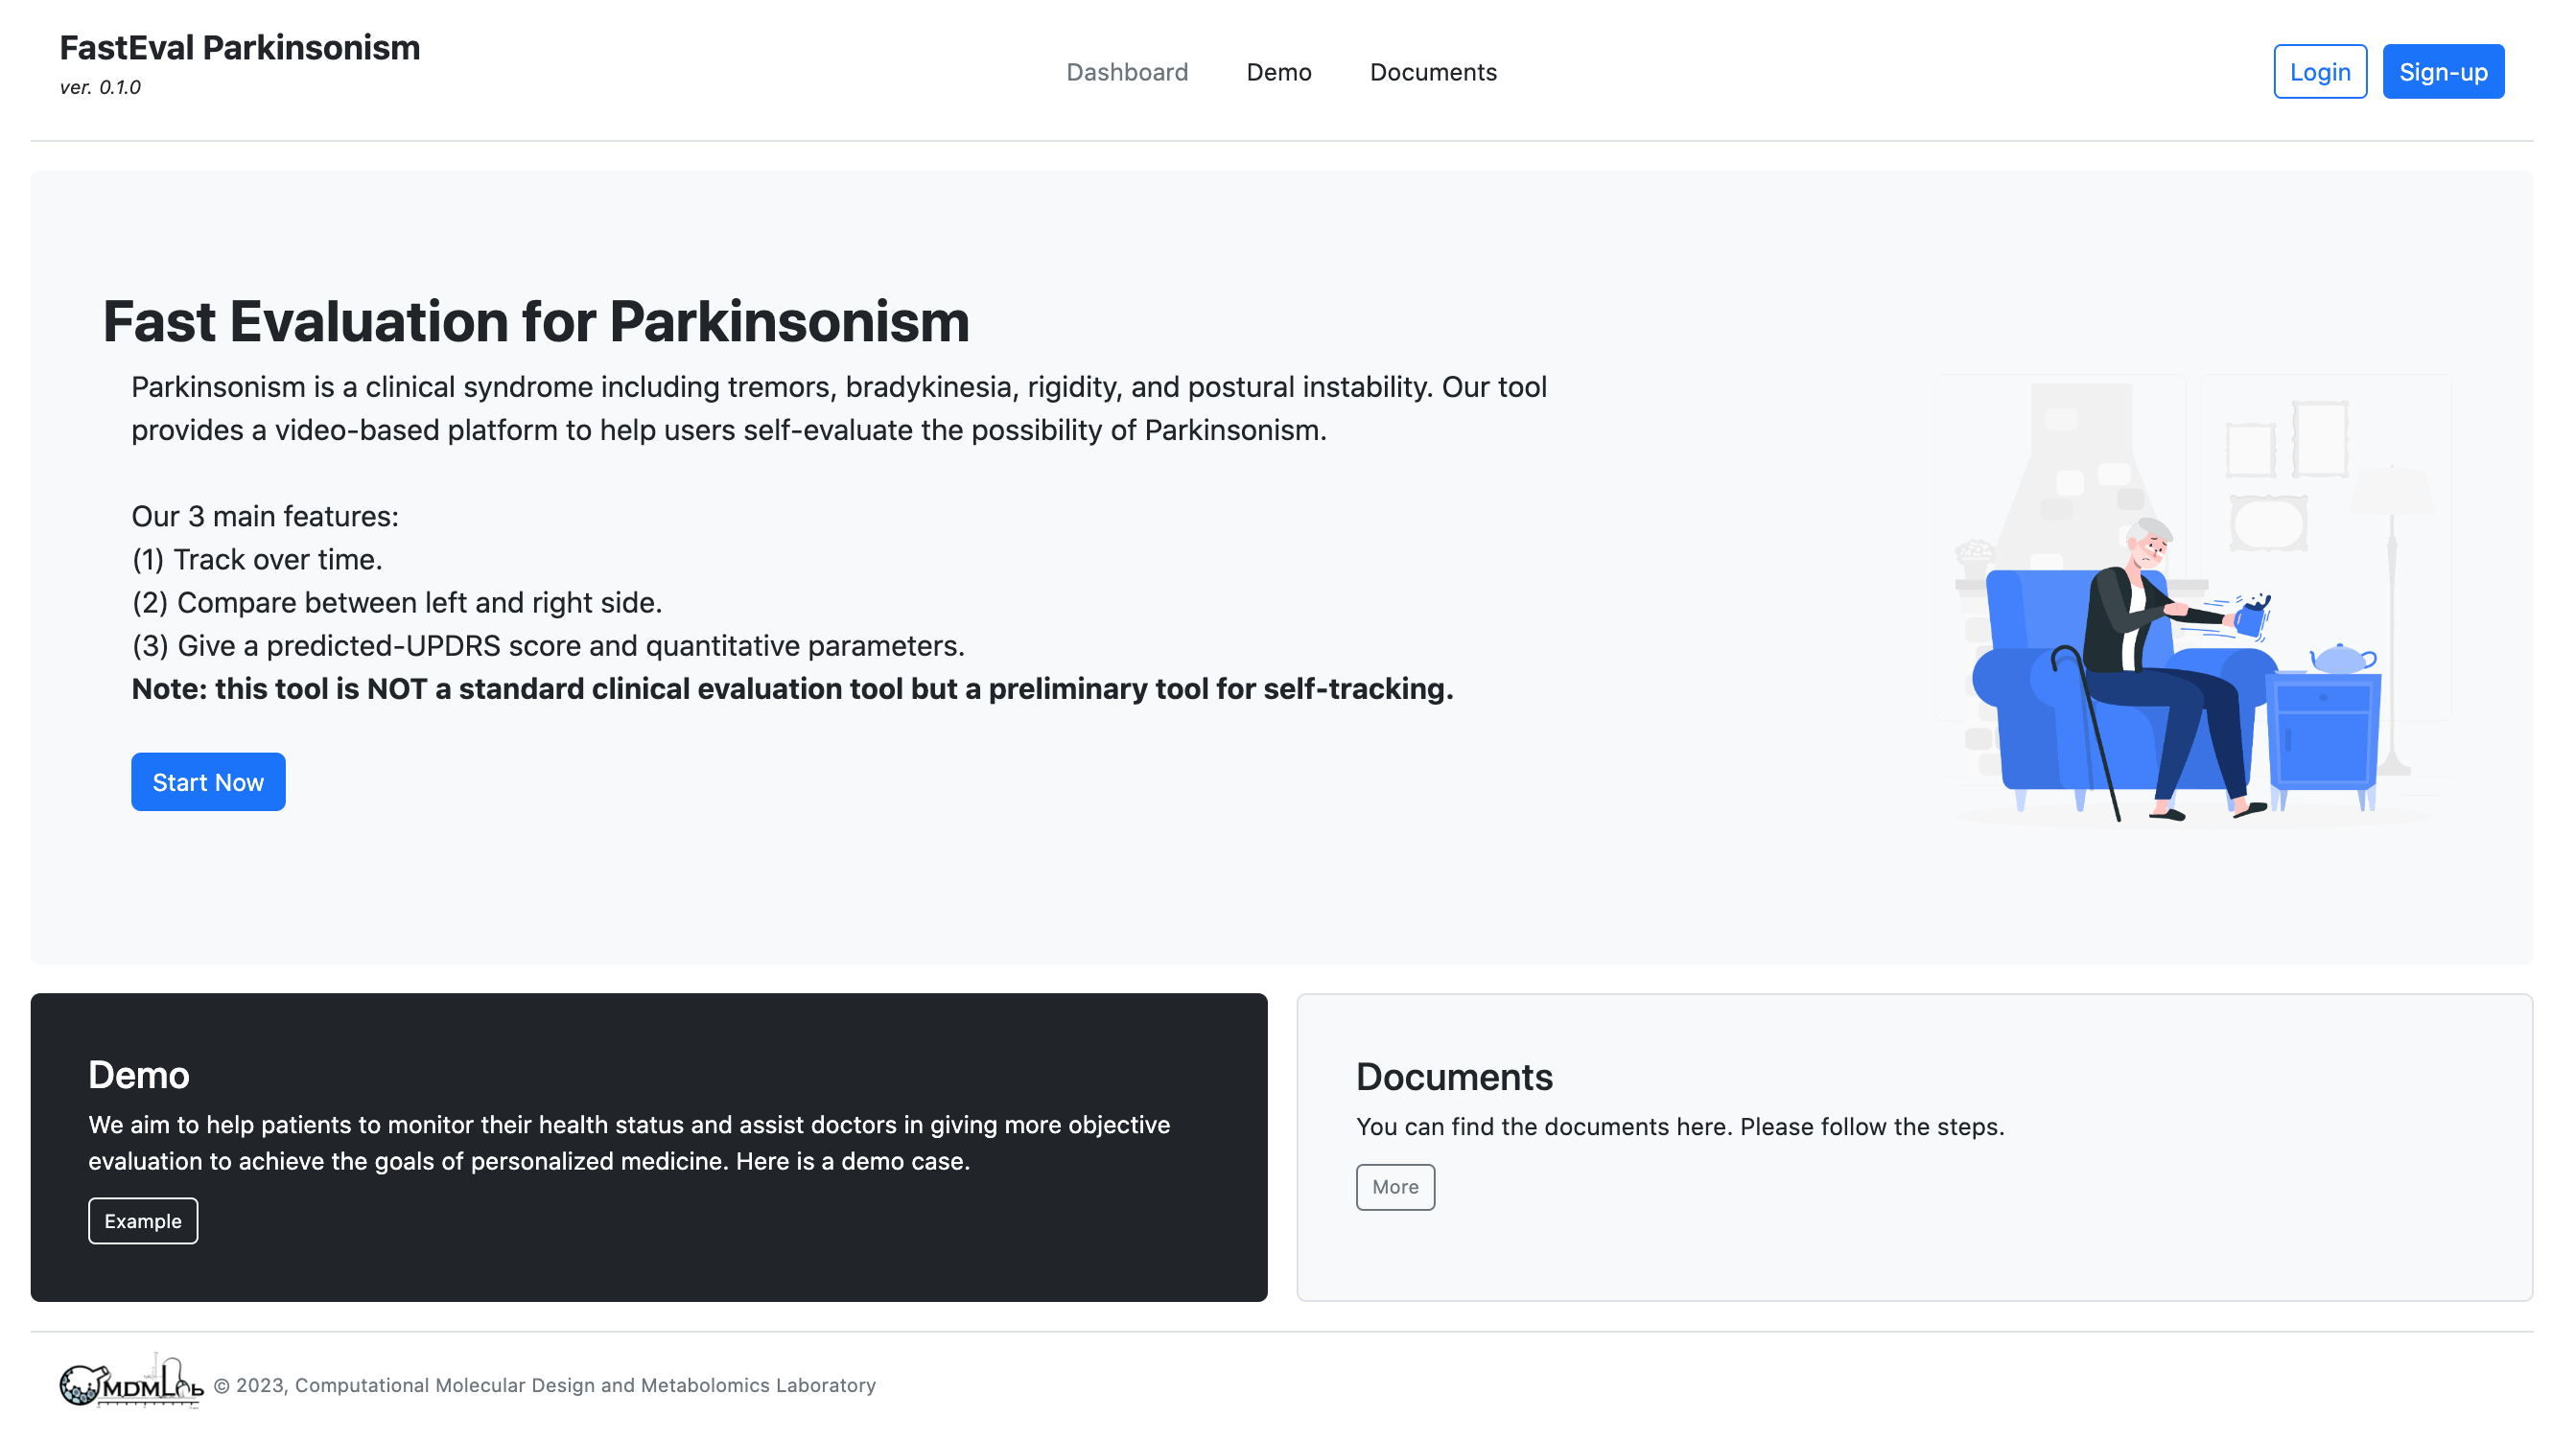 FastEval Parkinsonism
ver. 0.1.0
Dashboard
Demo
Documents
Login
Sign-up
Fast Evaluation for Parkinsonism
Parkinsonism is a clinical syndrome including tremors, bradykinesia, rigidity, and postural instability. Our tool
provides a video-based platform to help users self-evaluate the possibility of Parkinsonism.
Our 3 main features:
(1) Track over time.
(2) Compare between left and right side.
(3) Give a predicted-UPDRS score and quantitative parameters.
Note: this tool is NOT a standard clinical evaluation tool but a preliminary tool for self-tracking.
Start Now
Demo
We aim to help patients to monitor their health status and assist doctors in giving more objective
evaluation to achieve the goals of personalized medicine. Here is a demo case.
Example
Documents
You can find the documents here. Please follow the steps.
More
CMDMLab
© 2023, Computational Molecular Design and Metabolomics Laboratory